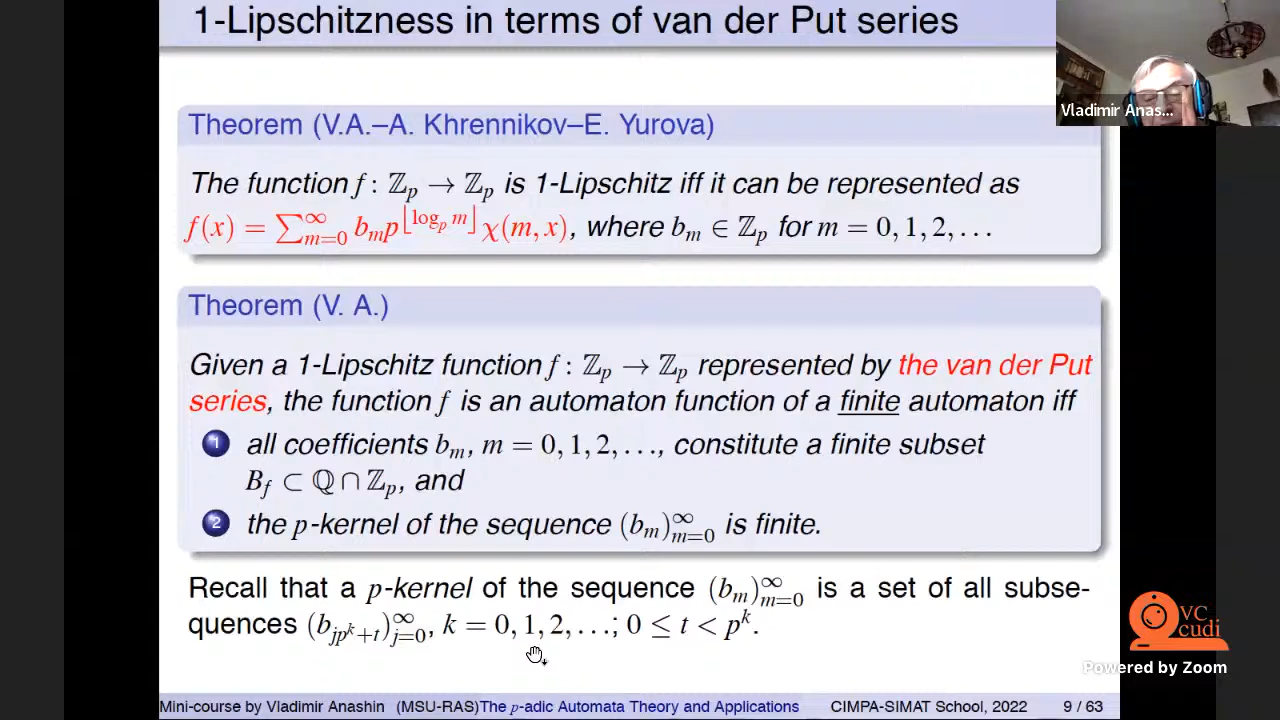 1-Lipschitzness in terms of van der Put series
Vladimir Anas...
Theorem (V.A.–A. Khrennikov–E. Yurova)
The function f : ℤ_p → ℤ_p is 1-Lipschitz iff it can be represented as
f(x) = ∑_{m=0}^{∞} b_m p^{⌊log_p m⌋} χ(m, x), where b_m ∈ ℤ_p for m = 0, 1, 2, …
Theorem (V. A.)
Given a 1-Lipschitz function f : ℤ_p → ℤ_p represented by the van der Put
series, the function f is an automaton function of a finite automaton iff
1 all coefficients b_m, m = 0, 1, 2, …, constitute a finite subset
B_f ⊂ ℚ ∩ ℤ_p, and
2 the p-kernel of the sequence (b_m)_{m=0}^{∞} is finite.
Recall that a p-kernel of the sequence (b_m)_{m=0}^{∞} is a set of all subse-
quences (b_{jp^k+t})_{j=0}^{∞}, k = 0, 1, 2, …; 0 ≤ t < p^k.
VC
cudi
Powered by Zoom
Mini-course by Vladimir Anashin (MSU-RAS) The p-adic Automata Theory and Applications CIMPA-SIMAT School, 2022 9 / 63